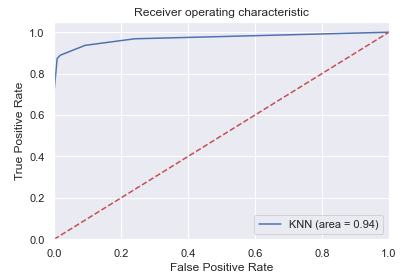 Receiver operating characteristic
True Positive Rate
1.0
0.8
0.6
0.4
0.2
0.0
KNN (area = 0.94)
0.0 0.2 0.4 0.6 0.8 1.0
False Positive Rate